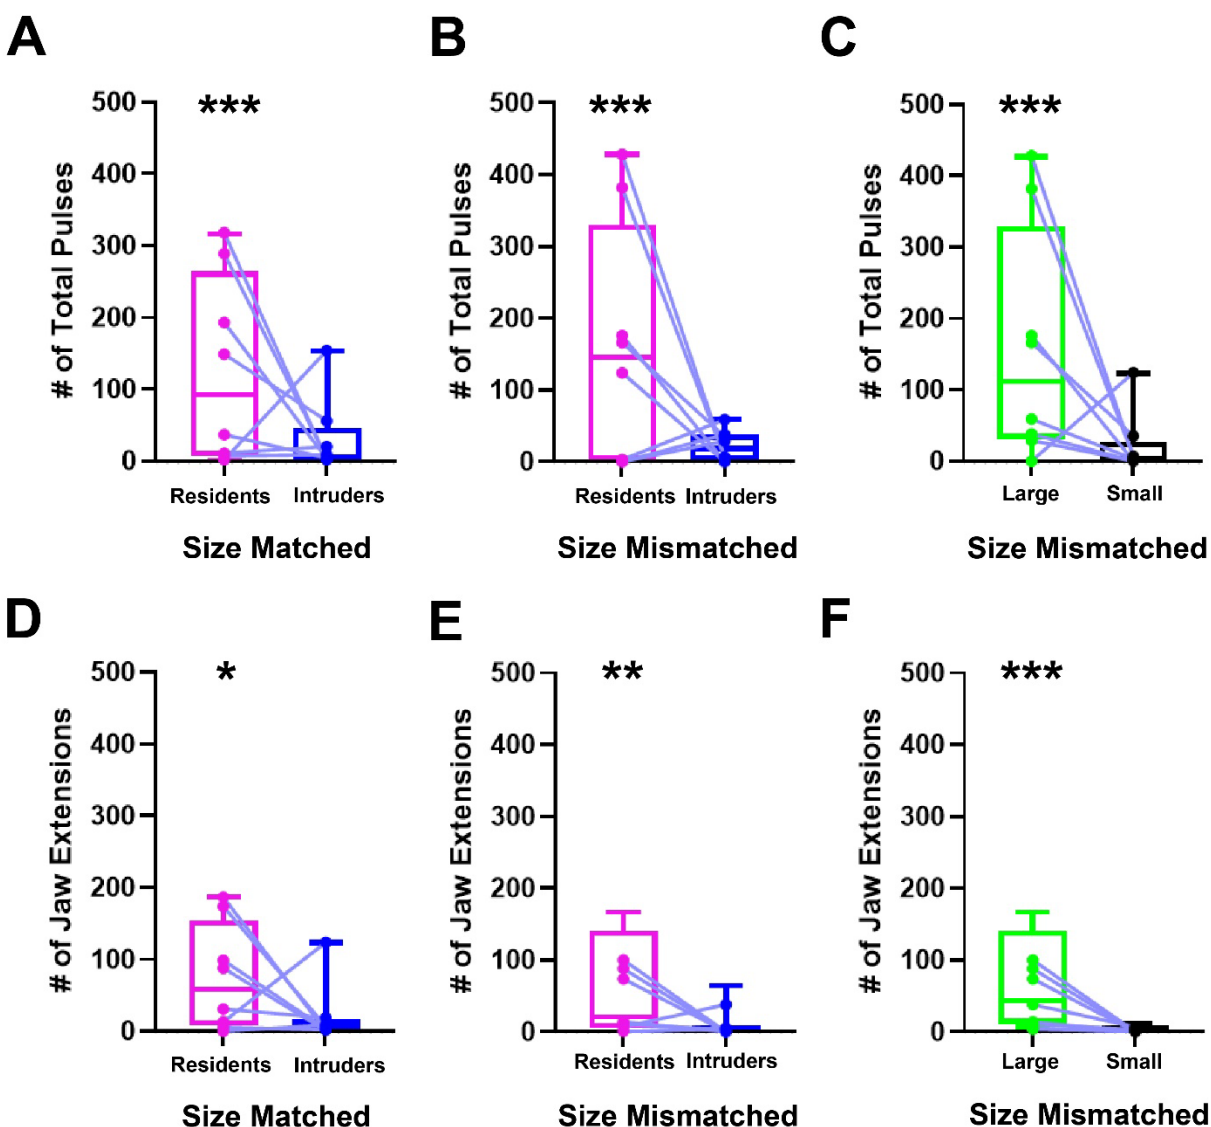 A
B
C
***
***
***
# of Total Pulses
500
400
300
200
100
0
Residents Intruders
Size Matched
# of Total Pulses
500
400
300
200
100
0
Residents Intruders
Size Mismatched
# of Total Pulses
500
400
300
200
100
0
Large Small
Size Mismatched
D
E
F
*
**
***
# of Jaw Extensions
500
400
300
200
100
0
Residents Intruders
Size Matched
# of Jaw Extensions
500
400
300
200
100
0
Residents Intruders
Size Mismatched
# of Jaw Extensions
500
400
300
200
100
0
Large Small
Size Mismatched